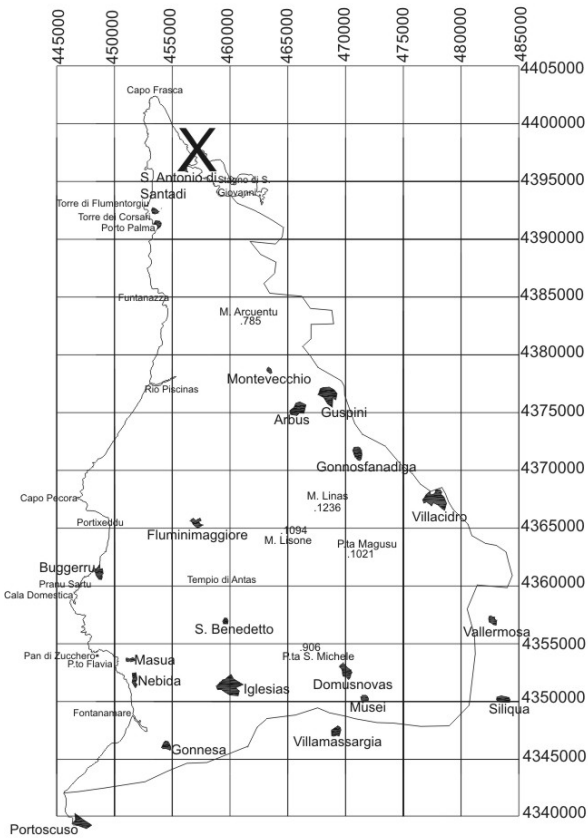 445000
450000
455000
460000
465000
470000
475000
480000
485000
4405000
Capo Frasca
4400000
X
S. Antonio di
Santadi
Stagno di S.
Giovanni
4395000
Torre di Flumentorgiu
Torre dei Corsari
Porto Palma
4390000
Funtanazza
4385000
M. Arcuentu
.785
4380000
Montevecchio
Rio Piscinas
Arbus
Guspini
4375000
Gonnosfanadiga
4370000
Capo Pecora
M. Linas
.1236
Villacidro
Portixeddu
Fluminimaggiore
.1094
M. Lisone
4365000
P.ta Magusu
.1021
Buggerru
Pranu Sartu
Cala Domestica
Tempio di Antas
4360000
S. Benedetto
Vallermosa
4355000
Pan di Zucchero
P.to Flavia
Masua
.906
P.ta S. Michele
Nebida
Iglesias
Domusnovas
Musei
Siliqua
4350000
Fontanamare
Gonnesa
Villamassargia
4345000
4340000
Portoscuso